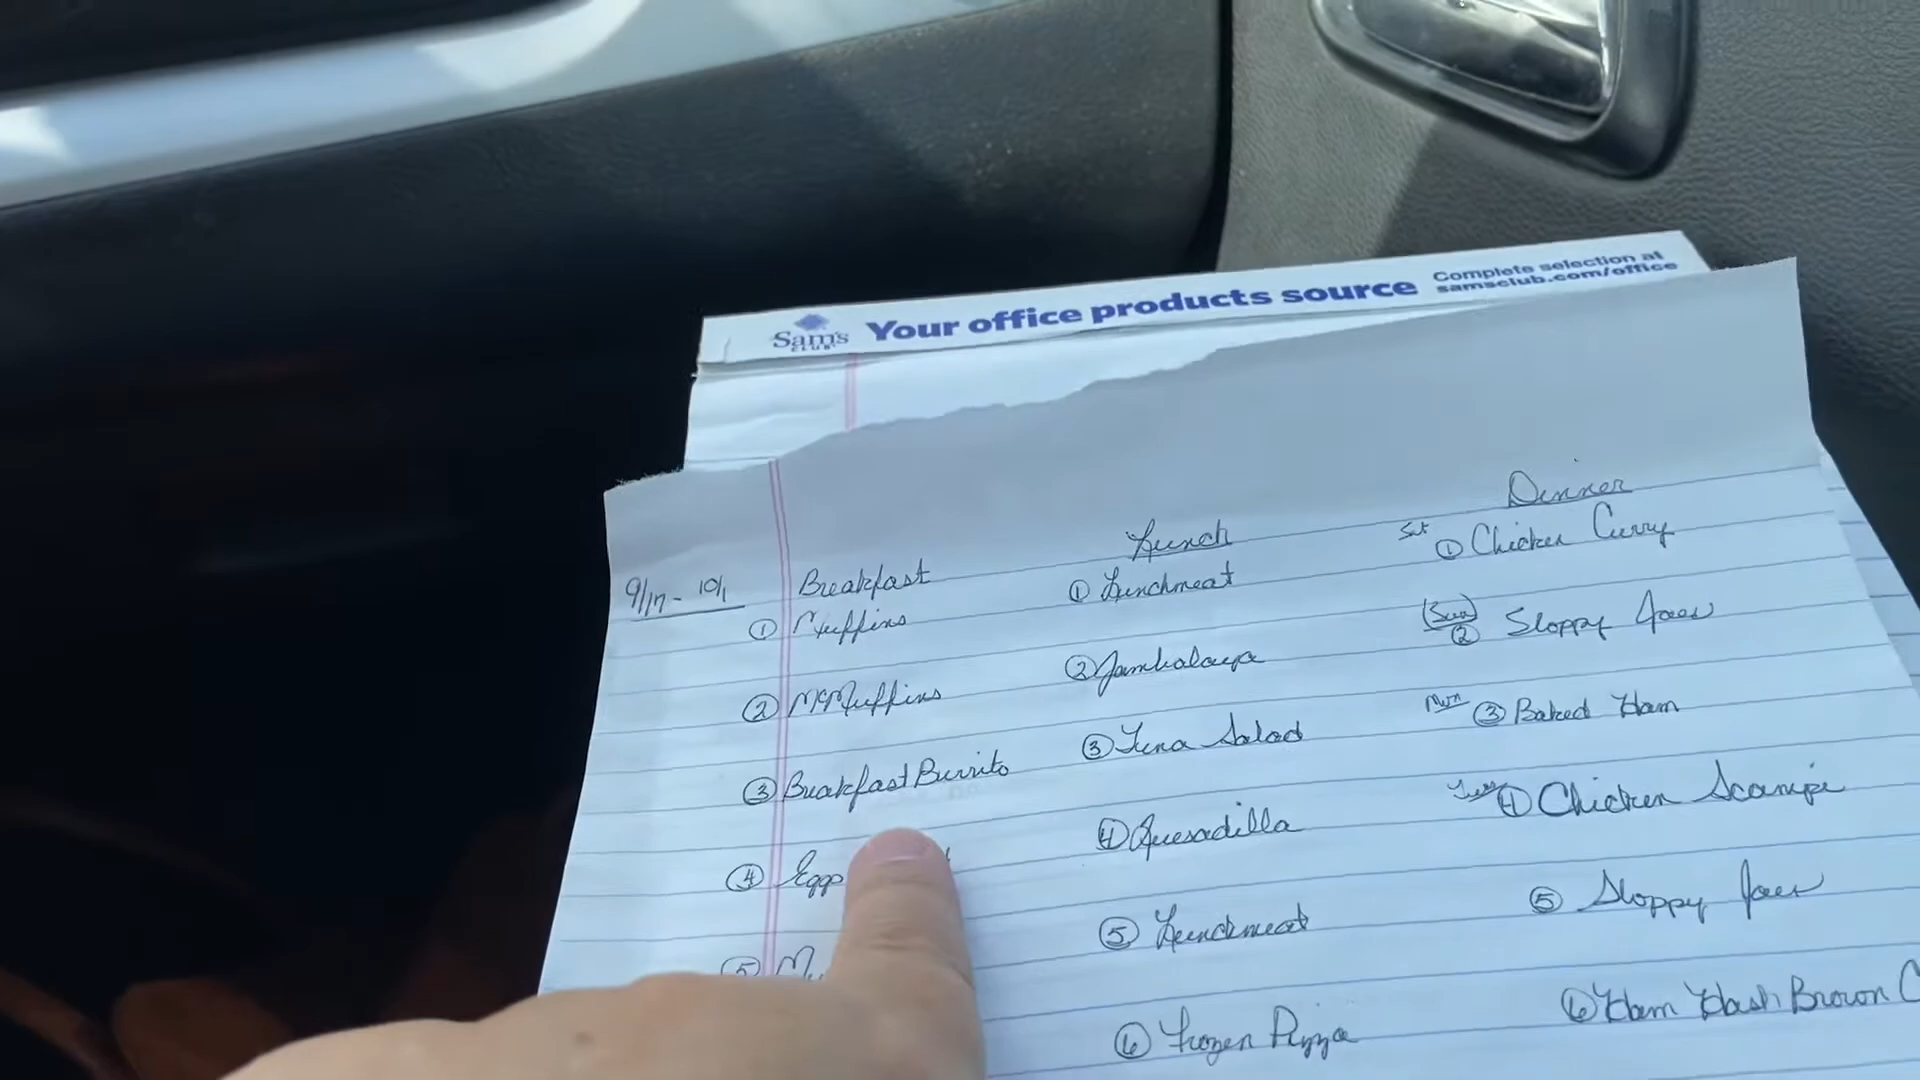 Sam's CLUB Your office products source Complete selection at
samsclub.com/office
9/17 - 10/1
Breakfast
① Muffins
② McMuffins
③ Breakfast Burrito
④ Eggs
⑤
Lunch
① Lunchmeat
② Jambalaya
③ Tuna Salad
④ Quesadilla
⑤ Lunchmeat
⑥ Frozen Pizza
Dinner
Sat ① Chicken Curry
(Sun) ② Sloppy Joes
Mon ③ Baked Ham
Tues ④ Chicken Scampi
⑤ Sloppy Joes
⑥ Ham Hash Brown C